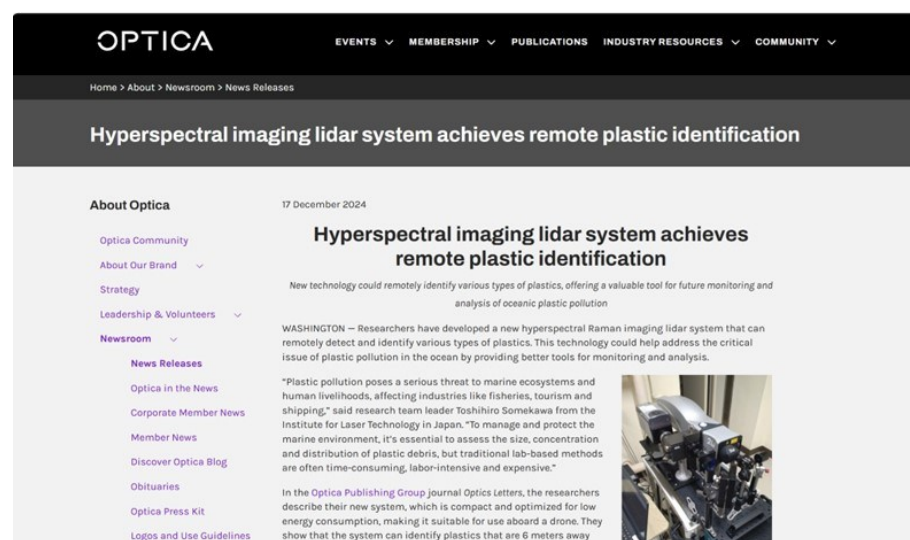 OPTICA
EVENTS MEMBERSHIP PUBLICATIONS INDUSTRY RESOURCES COMMUNITY
Home > About > Newsroom > News Releases
Hyperspectral imaging lidar system achieves remote plastic identification
About Optica
Optica Community
About Our Brand
Strategy
Leadership & Volunteers
Newsroom
News Releases
Optica in the News
Corporate Member News
Member News
Discover Optica Blog
Obituaries
Optica Press Kit
Logos and Use Guidelines
17 December 2024
Hyperspectral imaging lidar system achieves
remote plastic identification
New technology could remotely identify various types of plastics, offering a valuable tool for future monitoring and
analysis of oceanic plastic pollution
WASHINGTON — Researchers have developed a new hyperspectral Raman imaging lidar system that can
remotely detect and identify various types of plastics. This technology could help address the critical
issue of plastic pollution in the ocean by providing better tools for monitoring and analysis.
“Plastic pollution poses a serious threat to marine ecosystems and
human livelihoods, affecting industries like fisheries, tourism and
shipping,” said research team leader Toshihiro Somekawa from the
Institute for Laser Technology in Japan. “To manage and protect the
marine environment, it’s essential to assess the size, concentration
and distribution of plastic debris, but traditional lab-based methods
are often time-consuming, labor-intensive and expensive.”
In the Optica Publishing Group journal Optics Letters, the researchers
describe their new system, which is compact and optimized for low
energy consumption, making it suitable for use aboard a drone. They
show that the system can identify plastics that are 6 meters away